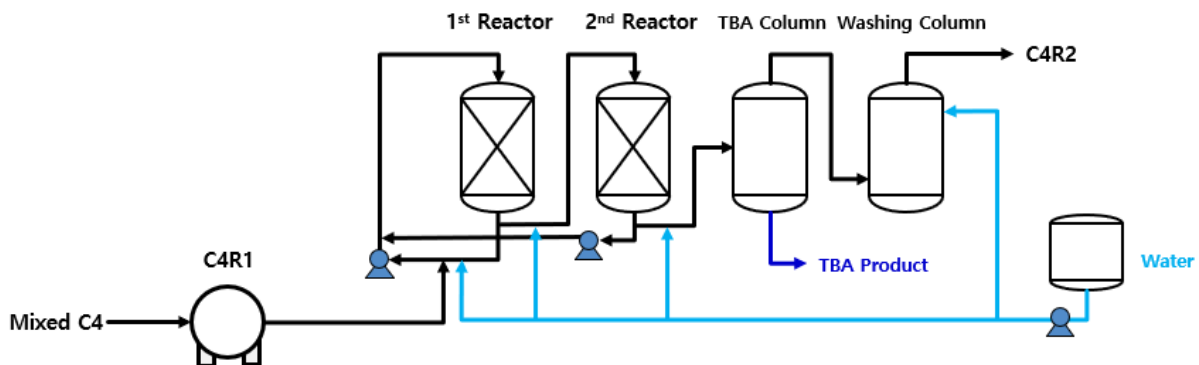 1st Reactor
2nd Reactor
TBA Column
Washing Column
C4R2
C4R1
TBA Product
Water
Mixed C4